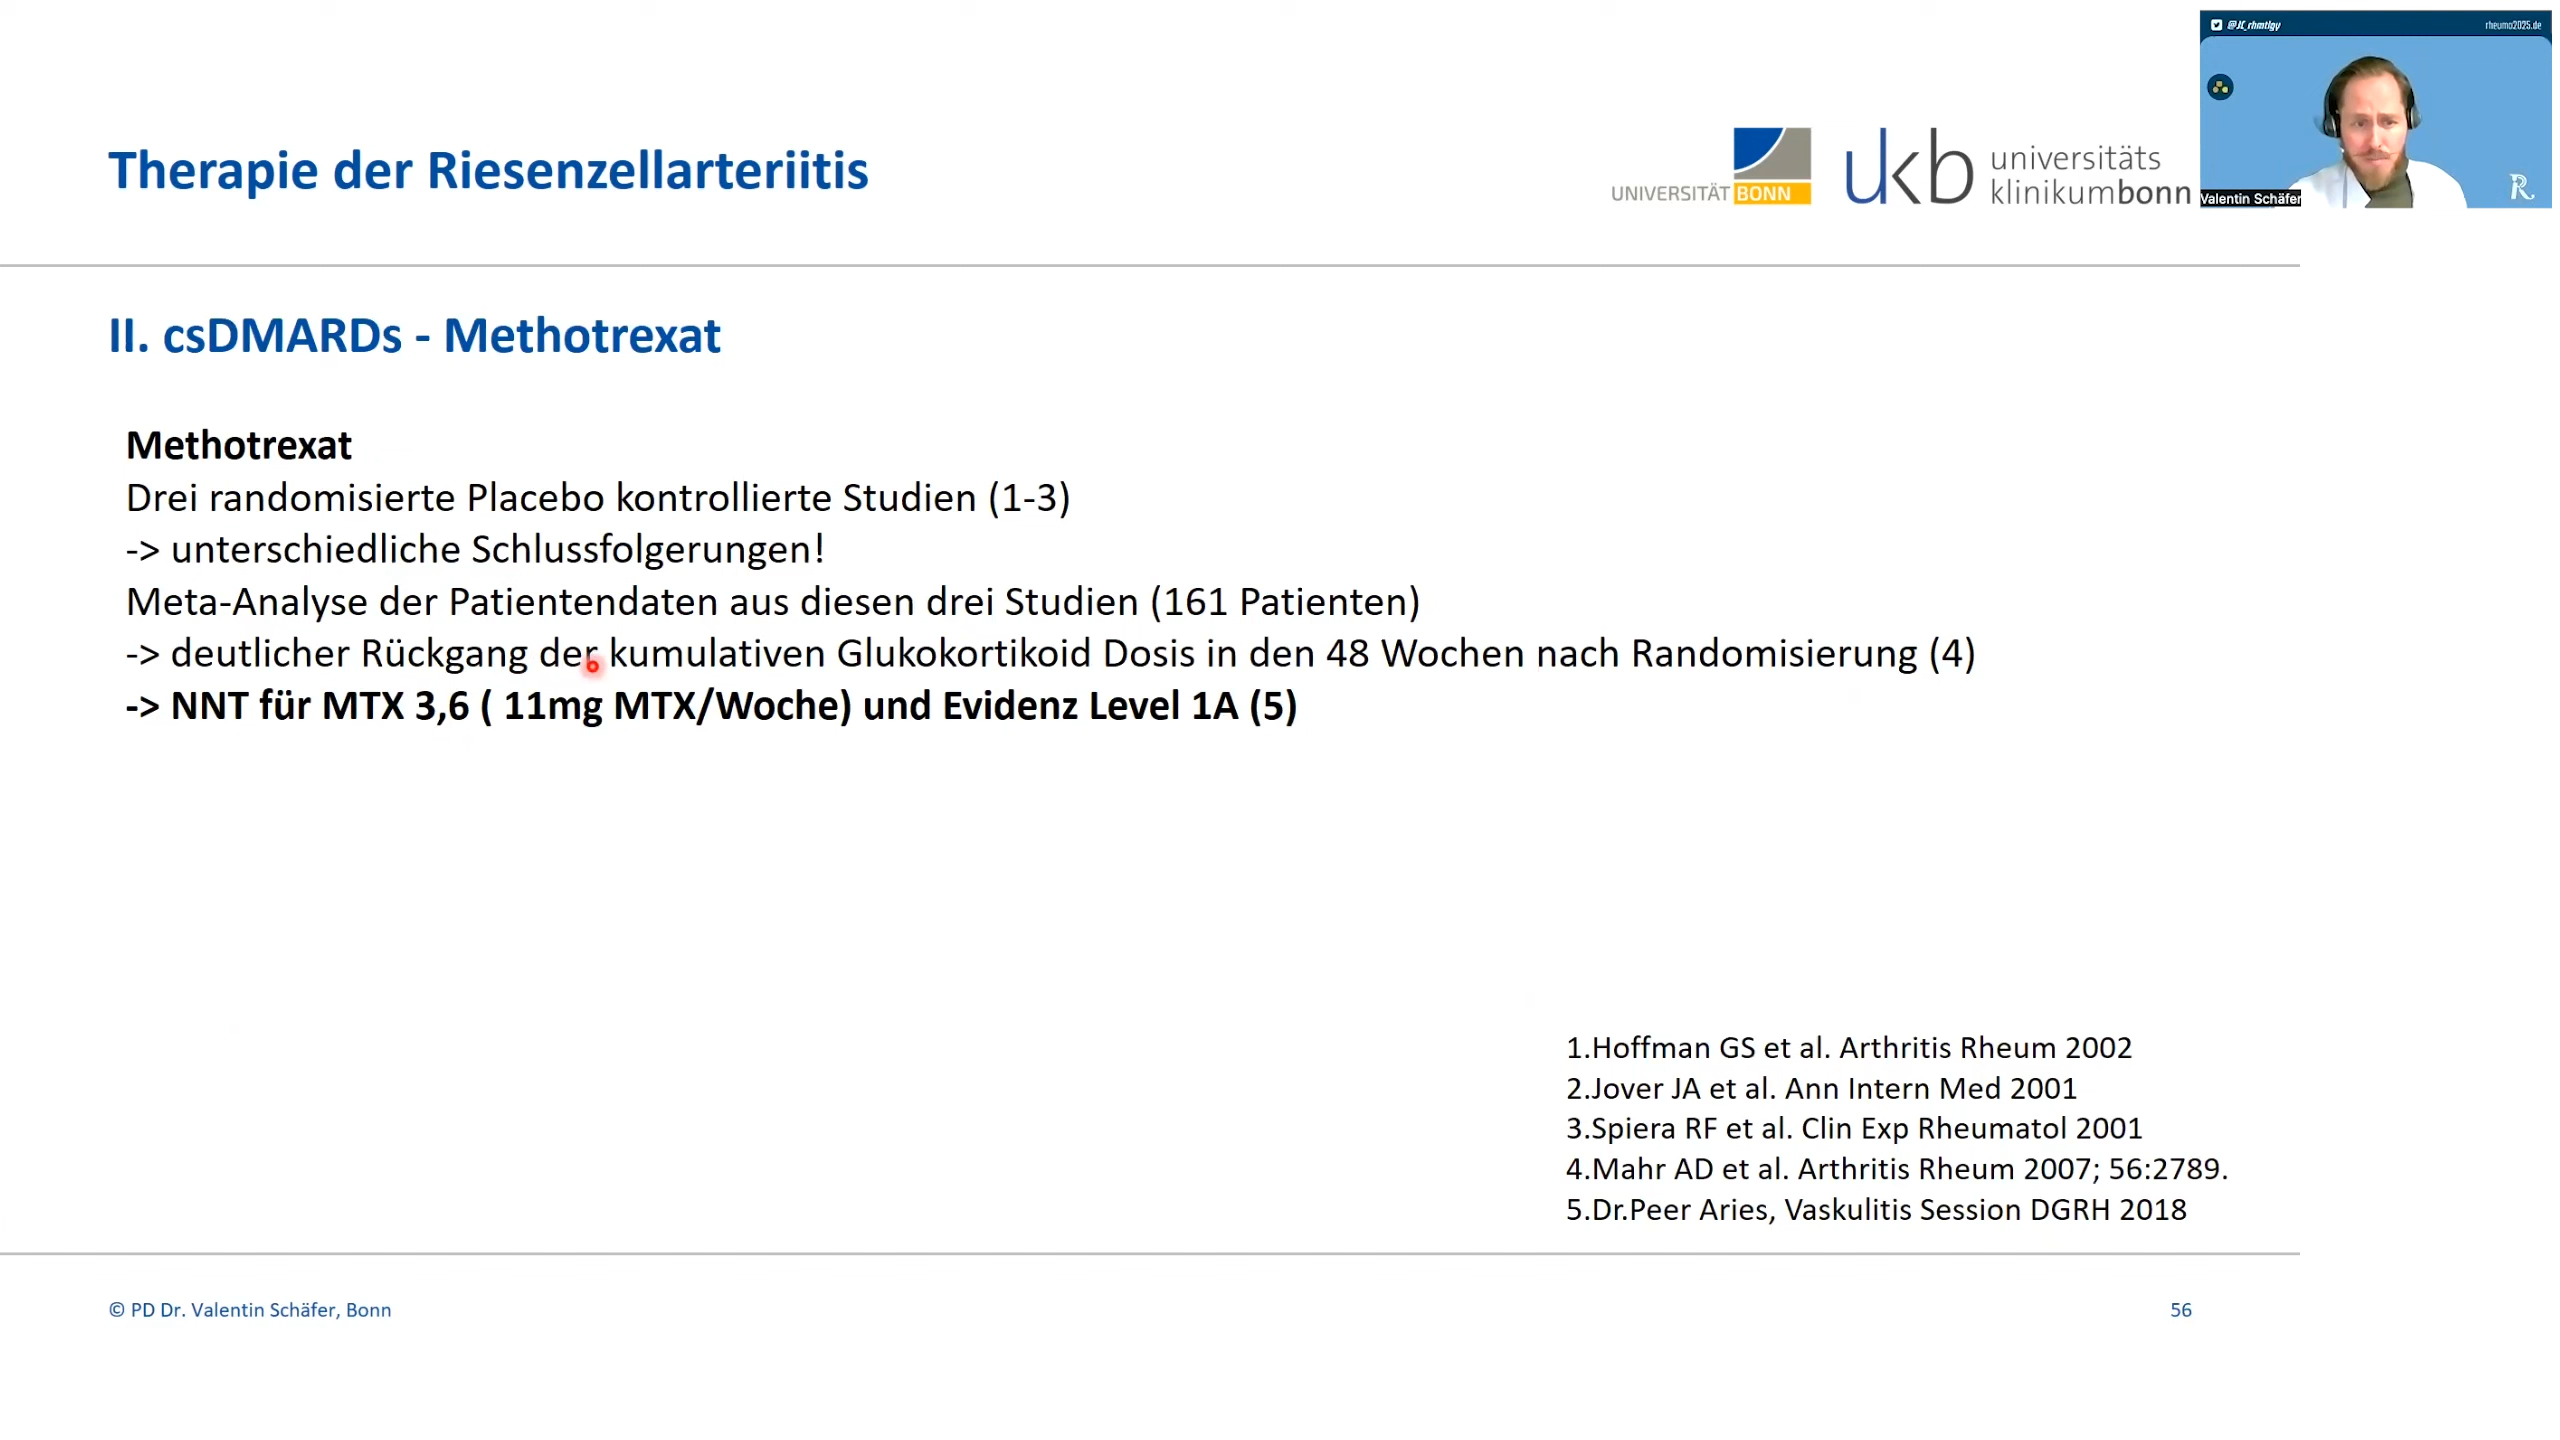 @JC_rhmtlgy
rheumo2025.de
Therapie der Riesenzellarteriitis
UNIVERSITÄT BONN
ukb universitäts
klinikumbonn
Valentin Schäfer
R.
II. csDMARDs - Methotrexat
Methotrexat
Drei randomisierte Placebo kontrollierte Studien (1-3)
-> unterschiedliche Schlussfolgerungen!
Meta-Analyse der Patientendaten aus diesen drei Studien (161 Patienten)
-> deutlicher Rückgang der kumulativen Glukokortikoid Dosis in den 48 Wochen nach Randomisierung (4)
-> NNT für MTX 3,6 ( 11mg MTX/Woche) und Evidenz Level 1A (5)
1.Hoffman GS et al. Arthritis Rheum 2002
2.Jover JA et al. Ann Intern Med 2001
3.Spiera RF et al. Clin Exp Rheumatol 2001
4.Mahr AD et al. Arthritis Rheum 2007; 56:2789.
5.Dr.Peer Aries, Vaskulitis Session DGRH 2018
© PD Dr. Valentin Schäfer, Bonn
56